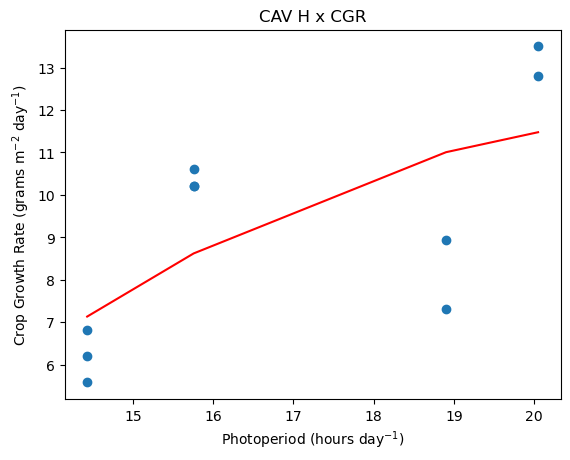 CAV H x CGR
Crop Growth Rate (grams m⁻² day⁻¹)
13
12
11
10
9
8
7
6
15 16 17 18 19 20
Photoperiod (hours day⁻¹)